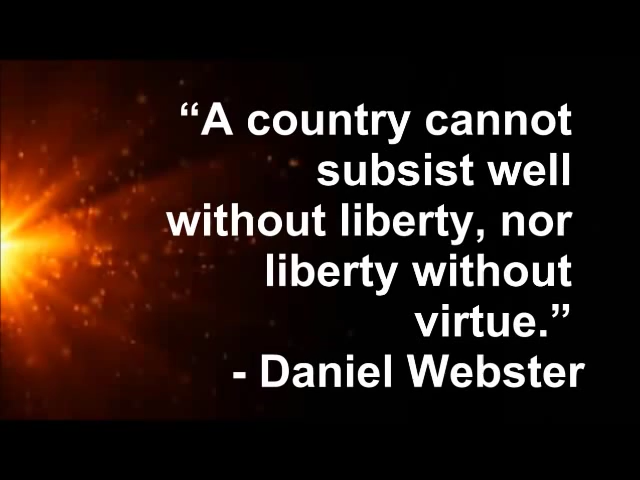 “A country cannot
subsist well
without liberty, nor
liberty without
virtue.”
- Daniel Webster